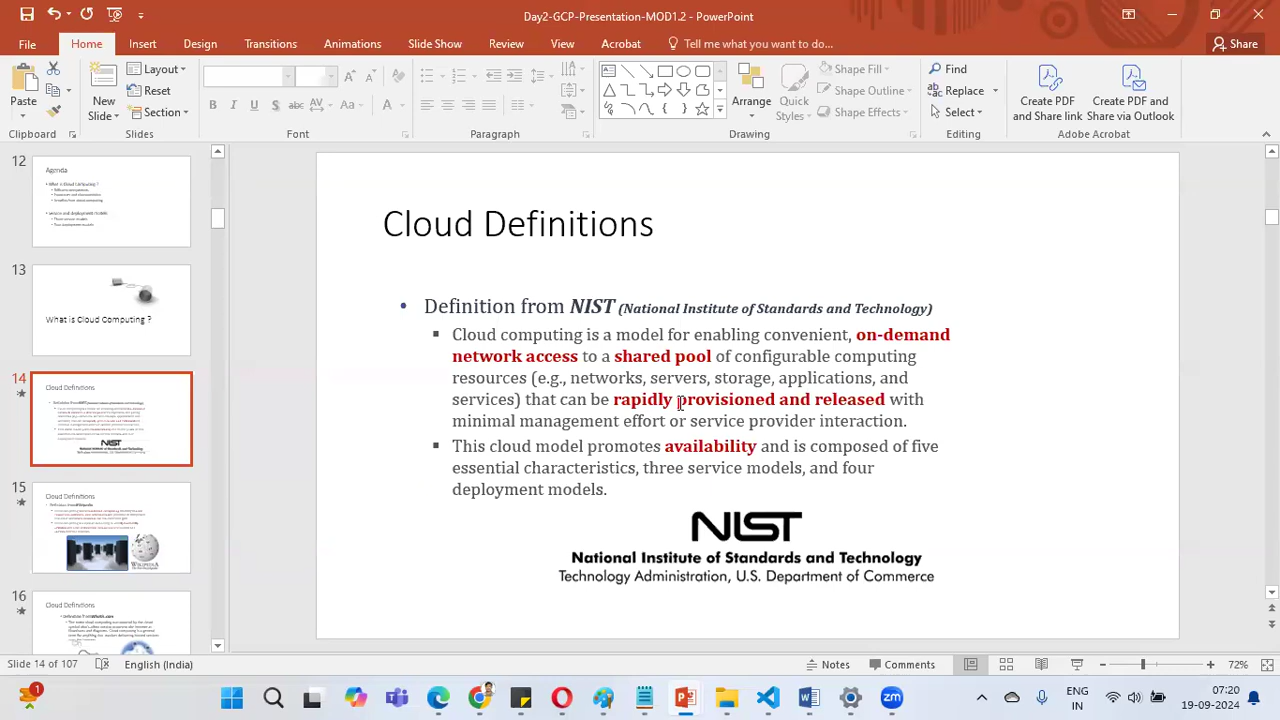 Day2-GCP-Presentation-MOD1.2 - PowerPoint
File Home Insert Design Transitions Animations Slide Show Review View Acrobat Tell me what you want to do... Share
Paste
New
Slide
Layout
Reset
Section
Shape Fill
Shape Outline
Shape Effects
Arrange
Quick
Styles
Find
Replace
Select
Create PDF
and Share link
Create PDF and
Share via Outlook
Clipboard Slides Font Paragraph Drawing Editing Adobe Acrobat
12
Agenda
13
What is Cloud Computing ?
14
Cloud Definitions
NIST
15
Cloud Definitions
WIKIPEDIA
16
Cloud Definitions
Cloud Definitions
• Definition from NIST (National Institute of Standards and Technology)
▪ Cloud computing is a model for enabling convenient, on-demand
network access to a shared pool of configurable computing
resources (e.g., networks, servers, storage, applications, and
services) that can be rapidly provisioned and released with
minimal management effort or service provider interaction.
▪ This cloud model promotes availability and is composed of five
essential characteristics, three service models, and four
deployment models.
NIST
National Institute of Standards and Technology
Technology Administration, U.S. Department of Commerce
Slide 14 of 107 English (India) Notes Comments 72%
1
ENG
IN
07:20
19-09-2024